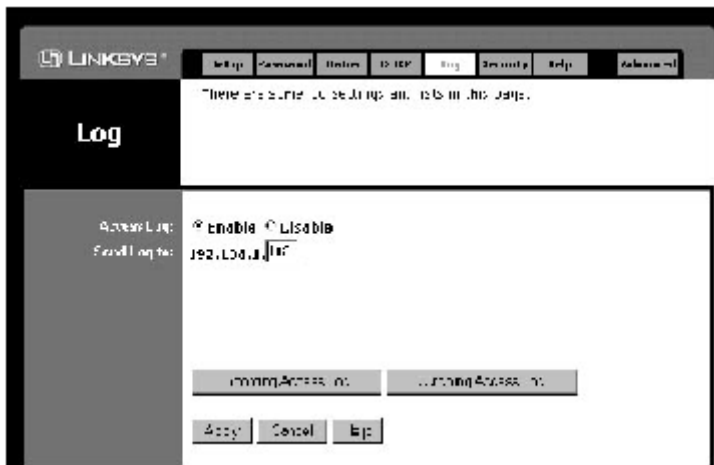 LINKSYS®
Setup Password Status DHCP Log Security Help Advanced
There are some log settings and lists in this page.
Log
Access Log: Enable Disable
Send Log to: 192.168.1.
Incoming Access Log Outgoing Access Log
Apply Cancel Help